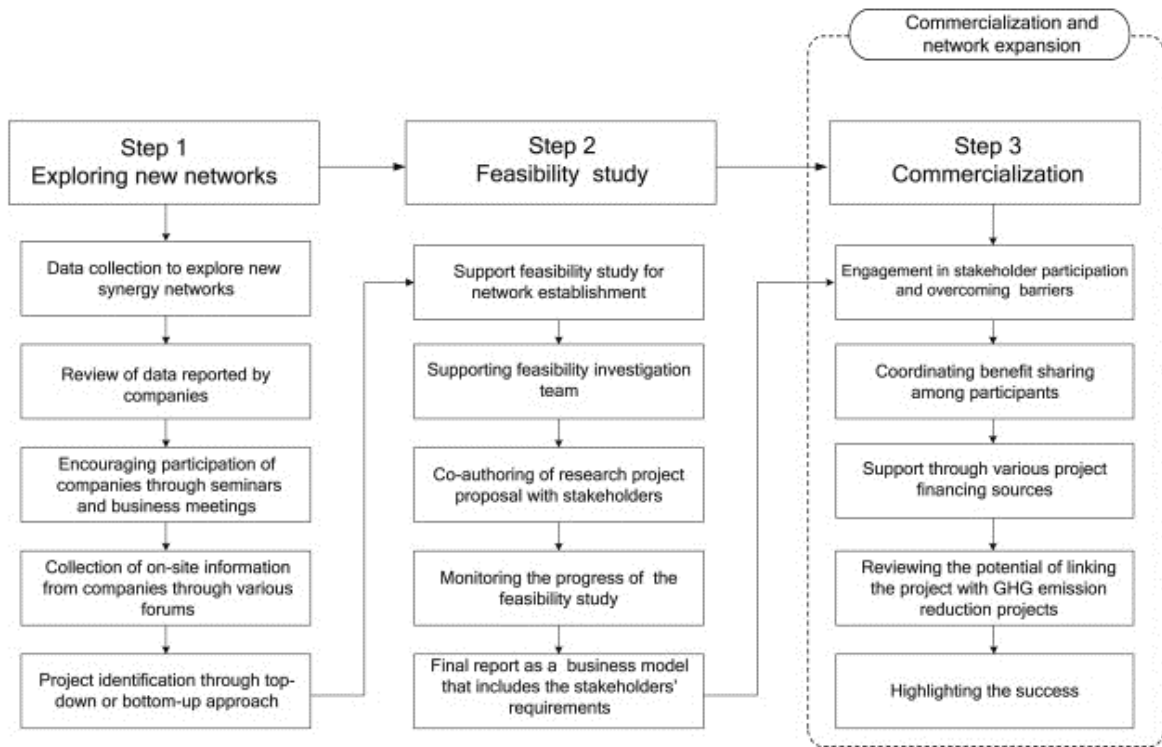 Commercialization and
network expansion
Step 1
Exploring new networks
Step 2
Feasibility study
Step 3
Commercialization
Data collection to explore new
synergy networks
Review of data reported by
companies
Encouraging participation of
companies through seminars
and business meetings
Collection of on-site information
from companies through various
forums
Project identification through top-
down or bottom-up approach
Support feasibility study for
network establishment
Supporting feasibility investigation
team
Co-authoring of research project
proposal with stakeholders
Monitoring the progress of the
feasibility study
Final report as a business model
that includes the stakeholders'
requirements
Engagement in stakeholder participation
and overcoming barriers
Coordinating benefit sharing
among participants
Support through various project
financing sources
Reviewing the potential of linking
the project with GHG emission
reduction projects
Highlighting the success